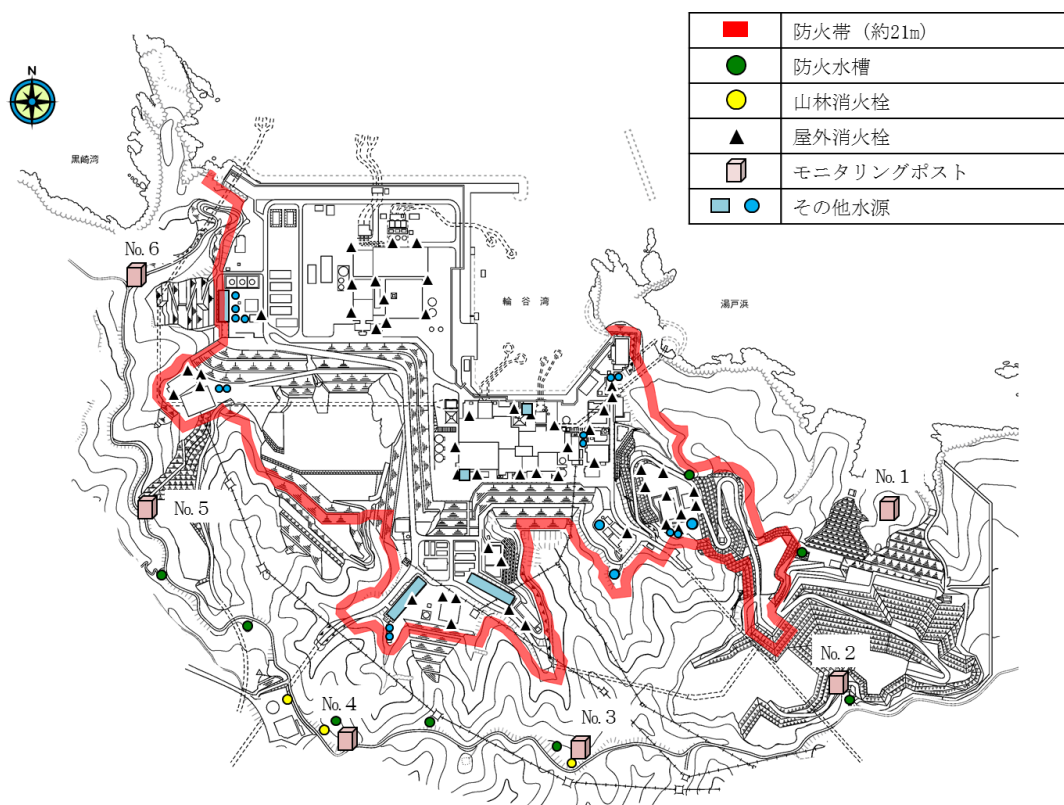 防火帯（約21m）
防火水槽
山林消火栓
屋外消火栓
モニタリングポスト
その他水源
N
黒崎湾
No.6
輪谷湾
湯戸浜
No.1
No.5
No.2
No.4
No.3